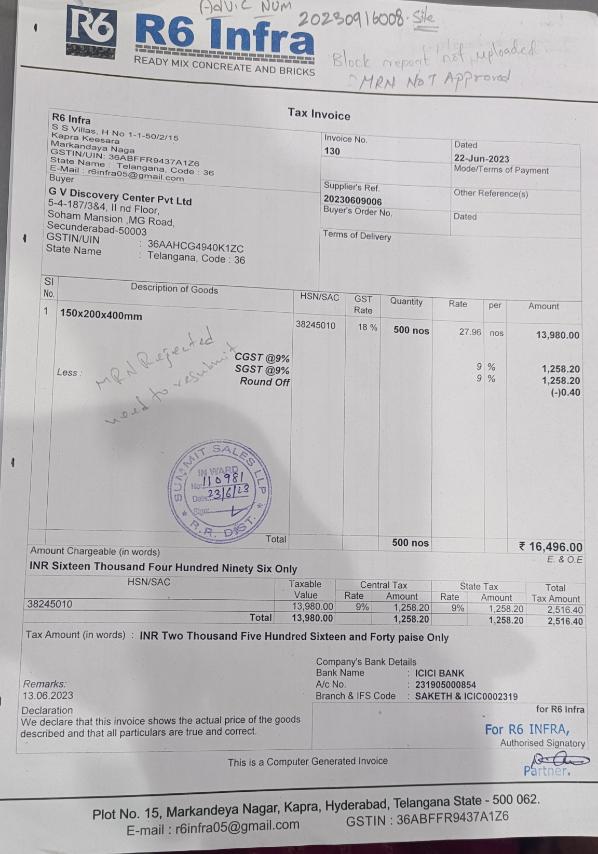 Advic Num 20230916008. Site
R6
R6 Infra
READY MIX CONCREATE AND BRICKS
Block report not uploaded
MRN Not Approved
Tax Invoice
R6 Infra
S S Villas, H No 1-1-50/2/15
Kapra Keesara
Markandaya Naga
GSTIN/UIN: 36ABFFR9437A1Z6
State Name : Telangana, Code : 36
E-Mail : r6infra05@gmail.com
Buyer
G V Discovery Center Pvt Ltd
5-4-187/3&4, II nd Floor,
Soham Mansion ,MG Road,
Secunderabad-50003
GSTIN/UIN : 36AAHCG4940K1ZC
State Name : Telangana, Code : 36
Invoice No.
130
Dated
22-Jun-2023
Mode/Terms of Payment
Supplier's Ref.
20230609006
Other Reference(s)
Buyer's Order No.
Dated
Terms of Delivery
SI No. Description of Goods HSN/SAC GST Rate Quantity Rate per Amount
1 150x200x400mm 38245010 18 % 500 nos 27.96 nos 13,980.00
CGST @9% 9 % 1,258.20
Less : SGST @9% 9 % 1,258.20
Round Off (-)0.40
MRN Rejected
need to resubmit
SUMMIT SALES LLP
IN WARD
No: 110981
Date: 23/6/23
Sign:
R.R. DIST.
Total 500 nos ₹ 16,496.00
Amount Chargeable (in words) E. & O.E
INR Sixteen Thousand Four Hundred Ninety Six Only
HSN/SAC Taxable Value Central Tax Rate Amount State Tax Rate Amount Total Tax Amount
38245010 13,980.00 9% 1,258.20 9% 1,258.20 2,516.40
Total 13,980.00 1,258.20 1,258.20 2,516.40
Tax Amount (in words) : INR Two Thousand Five Hundred Sixteen and Forty paise Only
Company's Bank Details
Bank Name : ICICI BANK
A/c No. : 231905000854
Branch & IFS Code : SAKETH & ICIC0002319
Remarks:
13.06.2023
Declaration
We declare that this invoice shows the actual price of the goods
described and that all particulars are true and correct.
for R6 Infra
For R6 INFRA,
Authorised Signatory
Partner.
This is a Computer Generated Invoice
Plot No. 15, Markandeya Nagar, Kapra, Hyderabad, Telangana State - 500 062.
E-mail : r6infra05@gmail.com GSTIN : 36ABFFR9437A1Z6